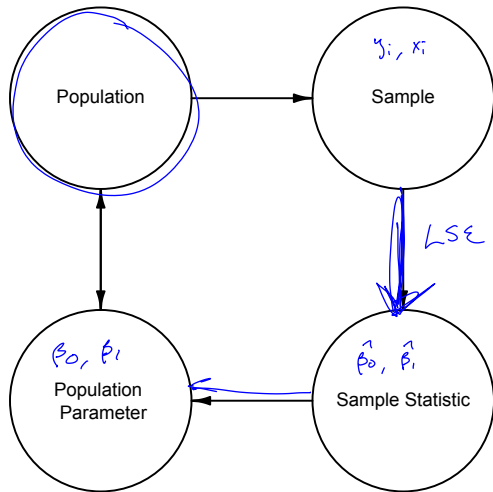 Population
yᵢ, xᵢ
Sample
LSE
β₀, β₁
Population
Parameter
β̂₀, β̂₁
Sample Statistic